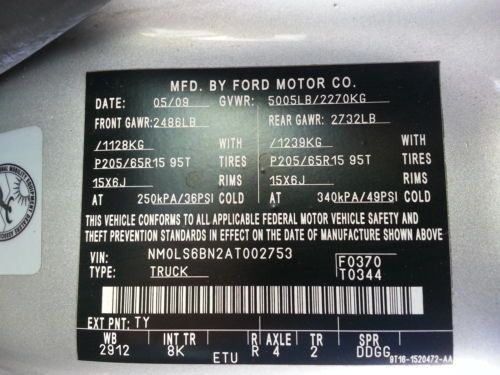 MFD. BY FORD MOTOR CO.
DATE: 05/09 GVWR: 5005LB/2270KG
FRONT GAWR: 2486LB REAR GAWR: 2732LB
/1128KG WITH /1239KG WITH
P205/65R15 95T TIRES P205/65R15 95T TIRES
15X6J RIMS 15X6J RIMS
AT 250kPA/36PSI COLD AT 340kPA/49PSI COLD
THIS VEHICLE CONFORMS TO ALL APPLICABLE FEDERAL MOTOR VEHICLE SAFETY AND
THEFT PREVENTION STANDARDS IN EFFECT ON THE DATE OF MANUFACTURE SHOWN ABOVE.
VIN: NM0LS6BN2AT002753 F0370
TYPE: TRUCK T0344
EXT PNT: TY
WB INT TR R AXLE TR SPR
2912 8K R 4 2 DDGG
ETU
9T16-1520472-AA